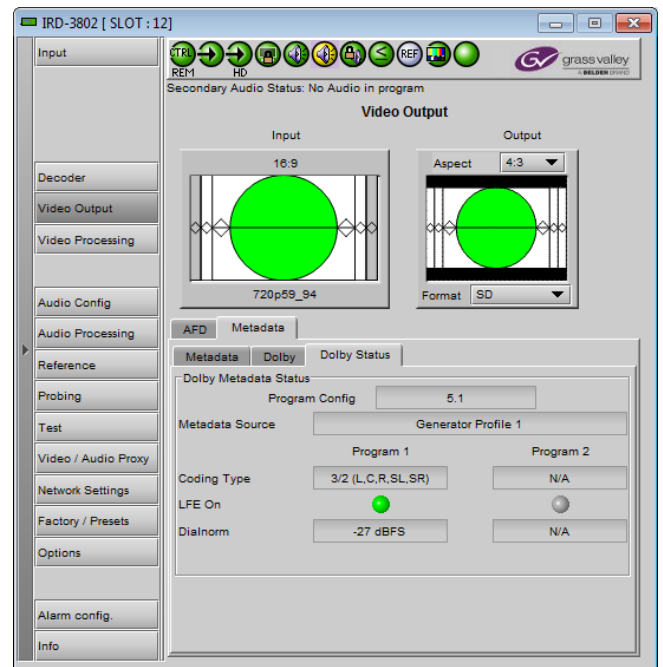 IRD-3802 [ SLOT : 12]
Input
CTRL
REF
REM
HD
grass valley
A BELDEN BRAND
Secondary Audio Status: No Audio in program
Video Output
Input
Output
16:9
Aspect
4:3
720p59_94
Format
SD
Decoder
Video Output
Video Processing
Audio Config
Audio Processing
Reference
Probing
Test
Video / Audio Proxy
Network Settings
Factory / Presets
Options
Alarm config.
Info
AFD
Metadata
Metadata
Dolby
Dolby Status
Dolby Metadata Status
Program Config
5.1
Metadata Source
Generator Profile 1
Program 1
Program 2
Coding Type
3/2 (L,C,R,SL,SR)
N/A
LFE On
Dialnorm
-27 dBFS
N/A